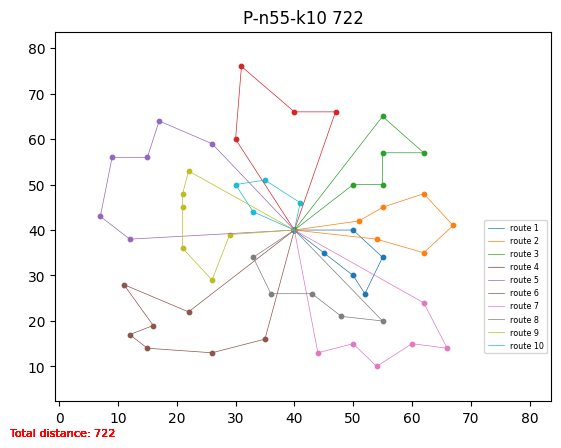 P-n55-k10 722
80
70
60
50
40
30
20
10
0 10 20 30 40 50 60 70 80
route 1
route 2
route 3
route 4
route 5
route 6
route 7
route 8
route 9
route 10
Total distance: 722